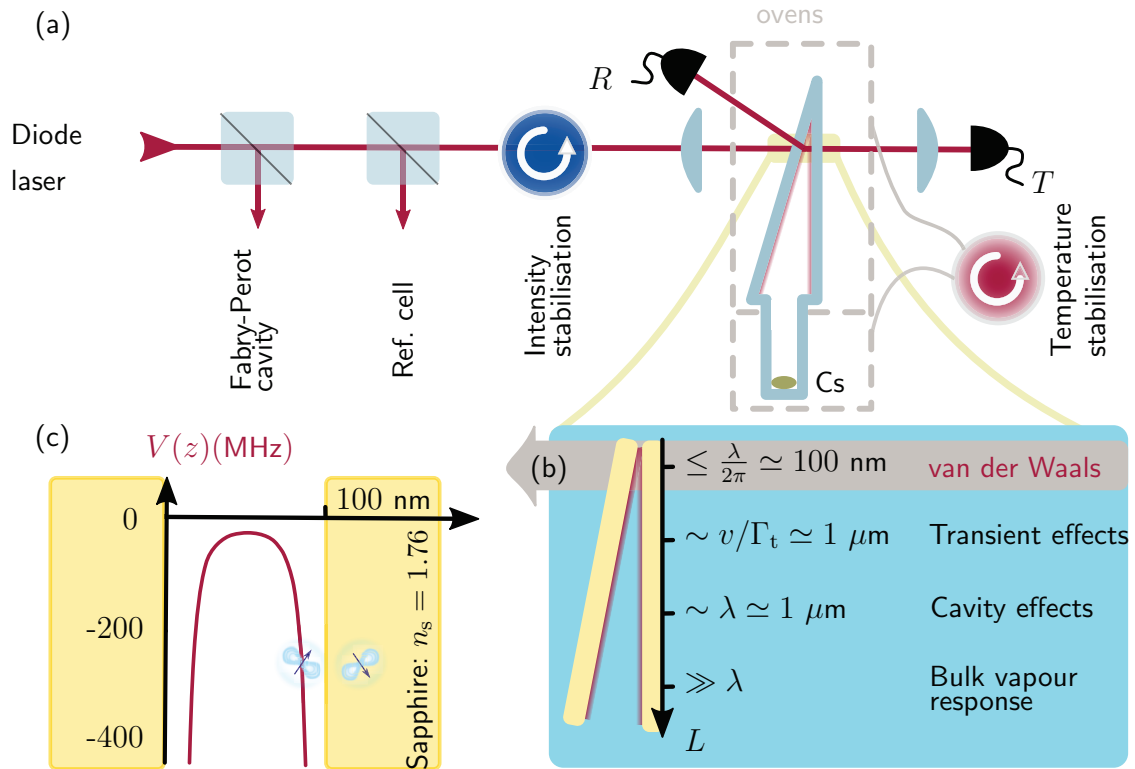 (a)
ovens
R
Diode
laser
T
Fabry-Perot
cavity
Ref. cell
Intensity
stabilisation
Temperature
stabilisation
Cs
(c)
V(z)(MHz)
100 nm
0
-200
-400
Sapphire: nₛ = 1.76
(b)
≤ λ/2π ≃ 100 nm
van der Waals
∼ v/Γₜ ≃ 1 μm
Transient effects
∼ λ ≃ 1 μm
Cavity effects
≫ λ
Bulk vapour
response
L